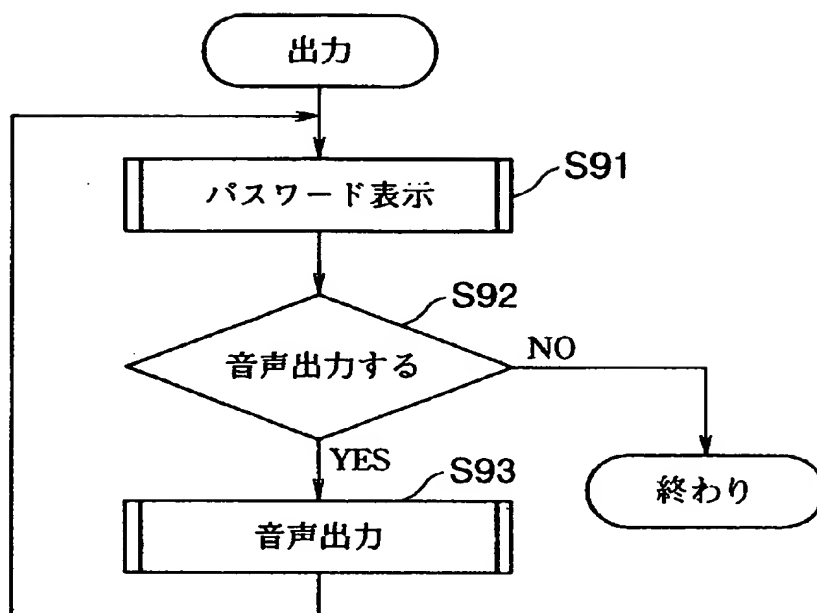 出力
パスワード表示
S91
音声出力する
S92
NO
YES
音声出力
S93
終わり